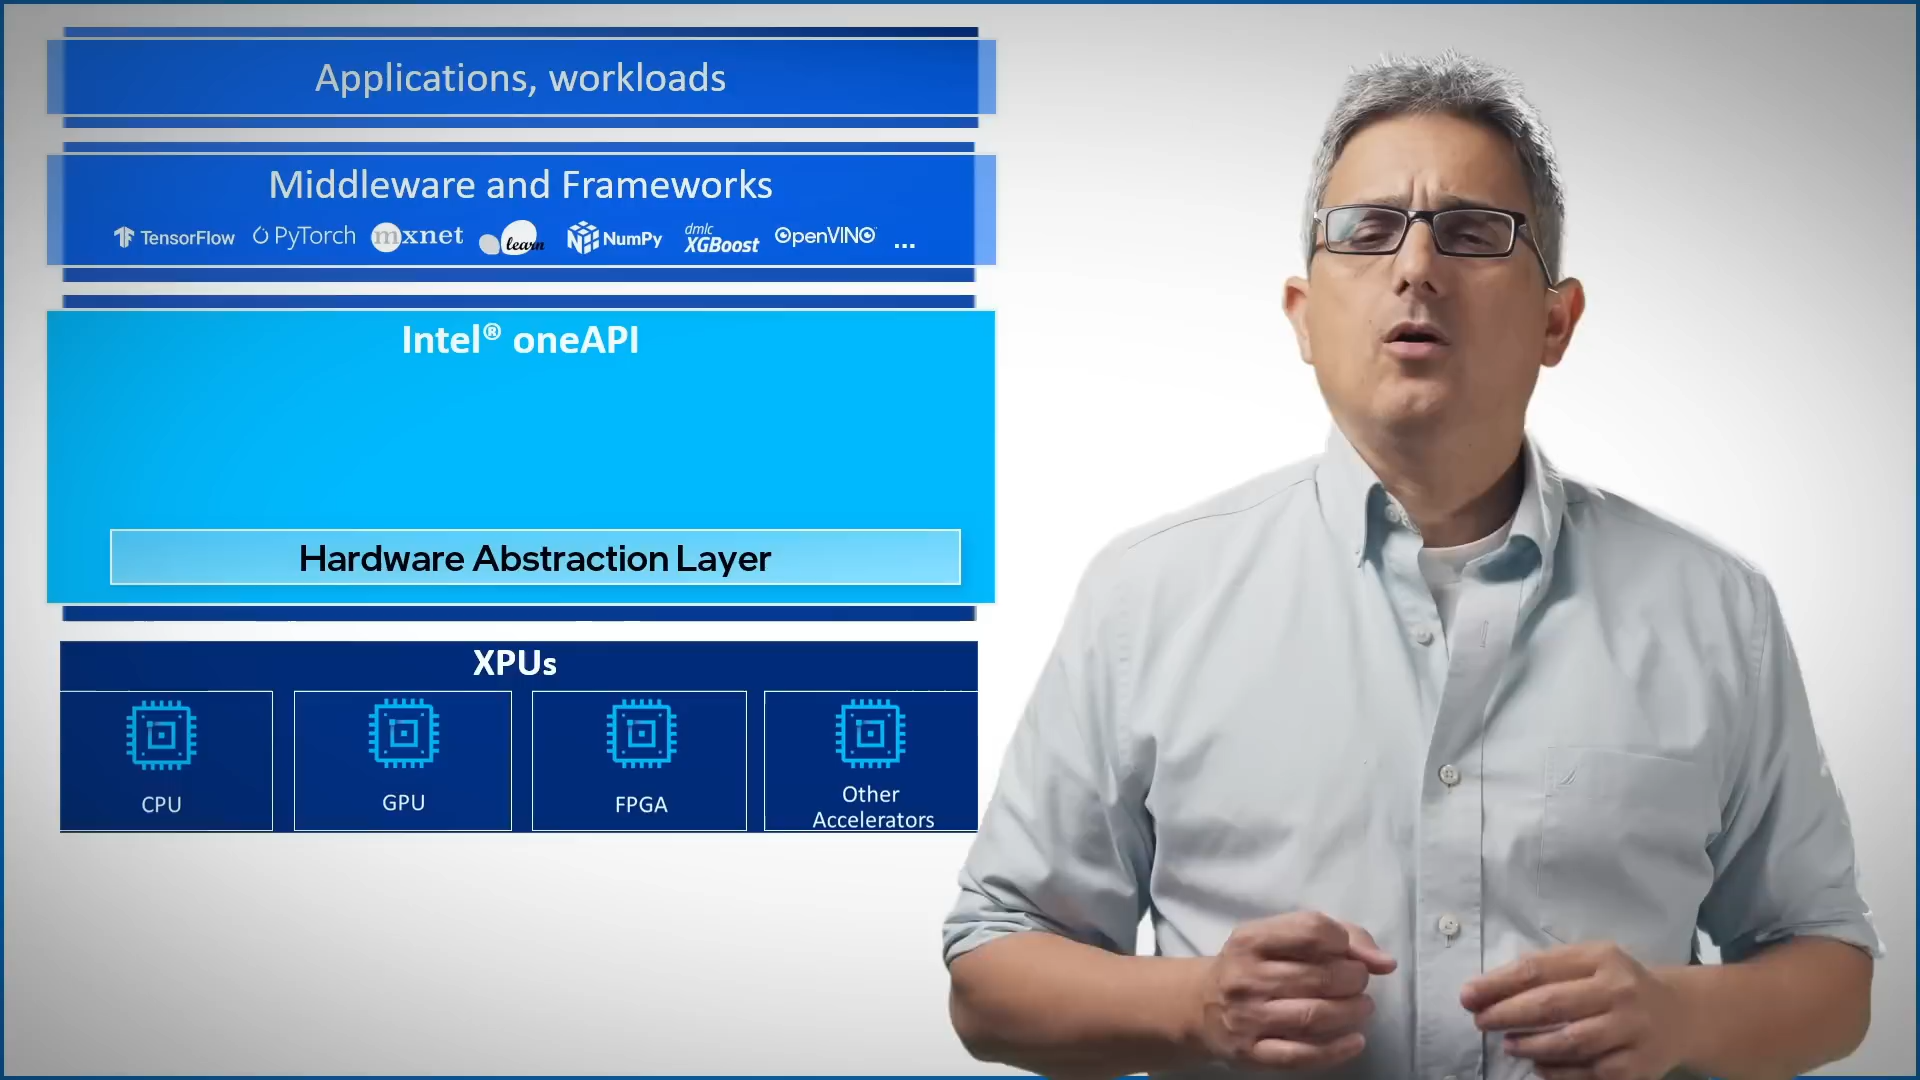 Applications, workloads
Middleware and Frameworks
TensorFlow PyTorch mxnet learn NumPy dmlc XGBoost OpenVINO ...
Intel® oneAPI
Hardware Abstraction Layer
XPUs
CPU
GPU
FPGA
Other
Accelerators